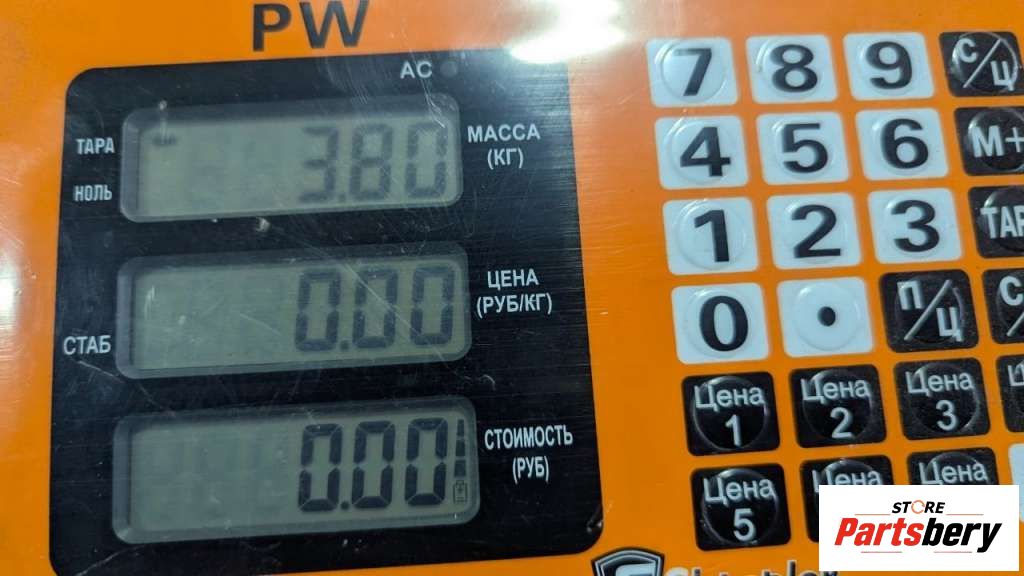 PW
AC
ТАРА
3.80
МАССА
(КГ)
НОЛЬ
0.00
ЦЕНА
(РУБ/КГ)
СТАБ
0.00
СТОИМОСТЬ
(РУБ)
7 8 9 С/Ц
4 5 6 М+
1 2 3
0 . П/Ц
Цена 1
Цена 2
Цена 3
Цена 5
Цена
Цена
STORE
Partsbery